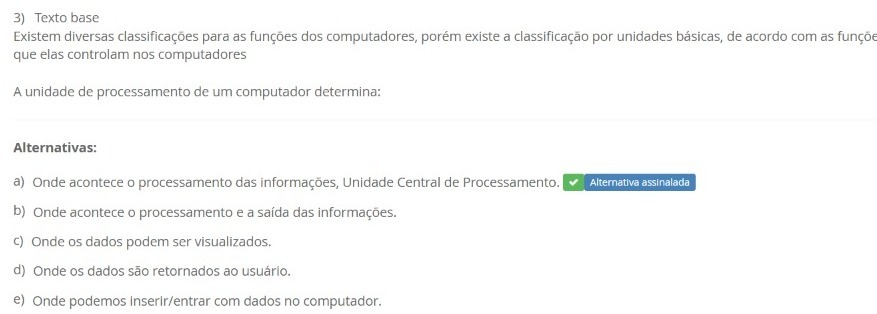 3) Texto base
Existem diversas classificações para as funções dos computadores, porém existe a classificação por unidades básicas, de acordo com as funçõe
que elas controlam nos computadores
A unidade de processamento de um computador determina:
Alternativas:
a) Onde acontece o processamento das informações, Unidade Central de Processamento. Alternativa assinalada
b) Onde acontece o processamento e a saída das informações.
c) Onde os dados podem ser visualizados.
d) Onde os dados são retornados ao usuário.
e) Onde podemos inserir/entrar com dados no computador.